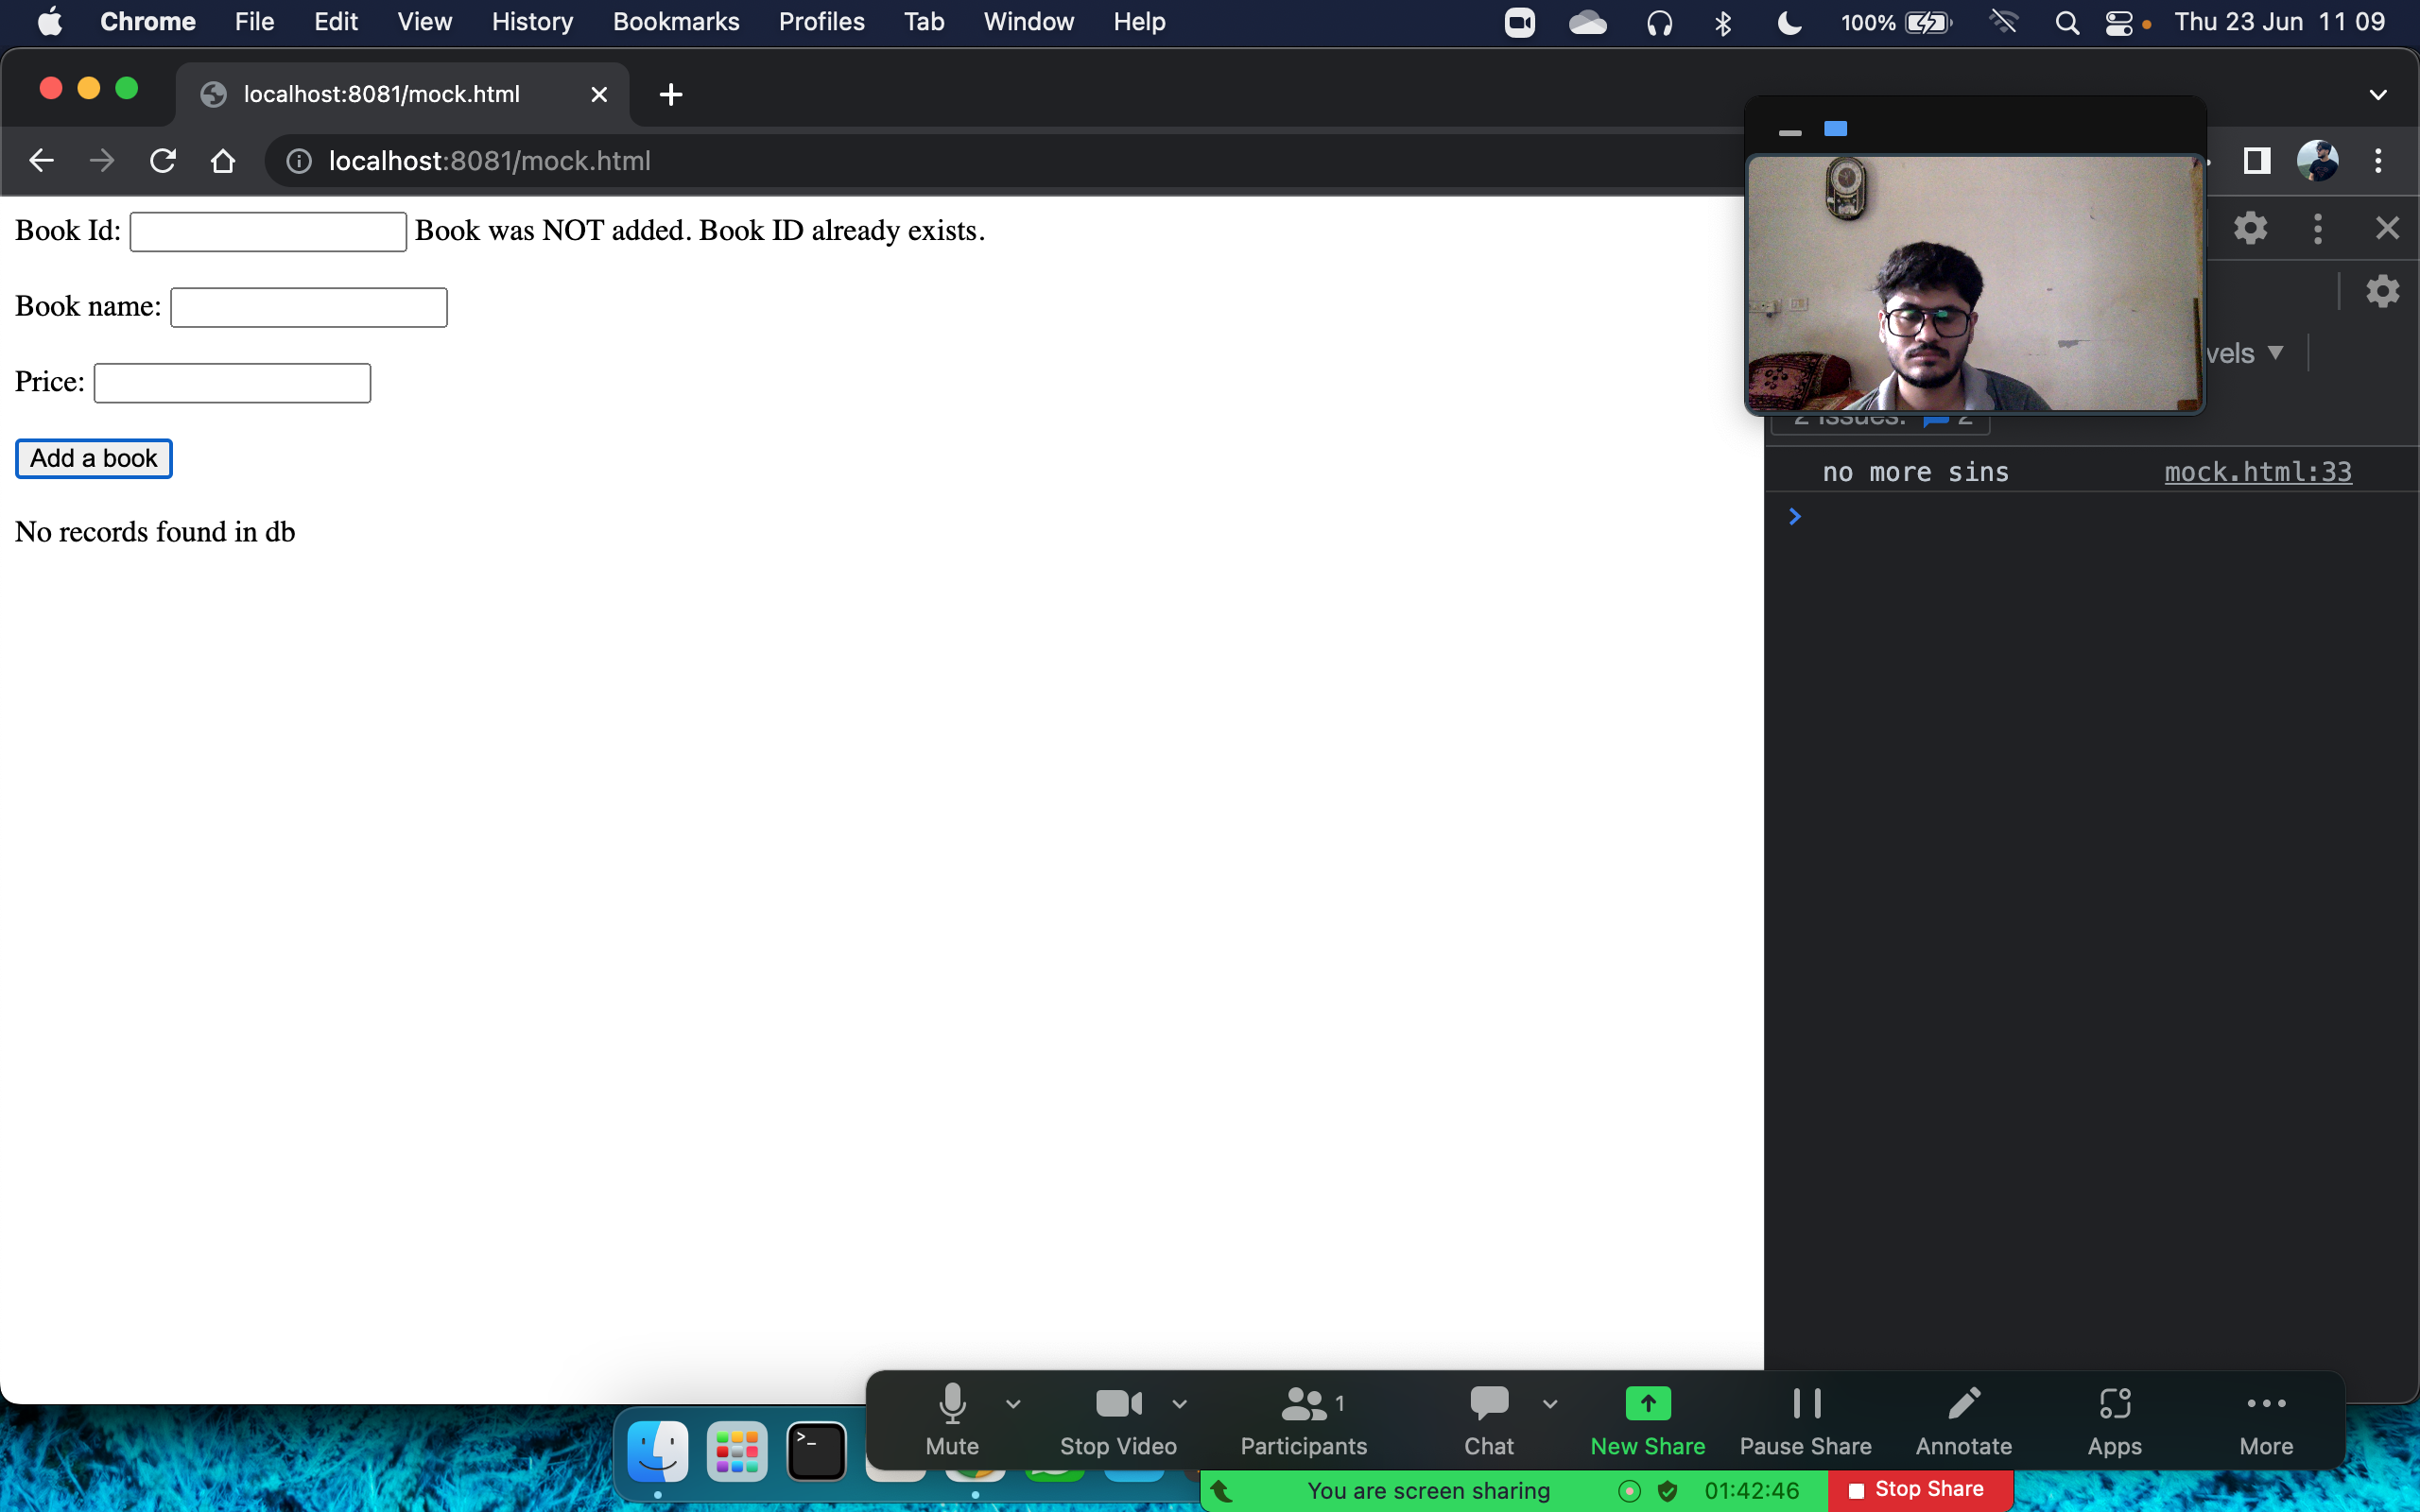 Chrome File Edit View History Bookmarks Profiles Tab Window Help 100% Thu 23 Jun 11 09
localhost:8081/mock.html
localhost:8081/mock.html
Book Id: Book was NOT added. Book ID already exists.
Book name:
Price:
vels ▼
2 Issues: 2
Add a book
no more sins mock.html:33
>
No records found in db
1
Mute Stop Video Participants Chat New Share Pause Share Annotate Apps More
You are screen sharing 01:42:46 Stop Share